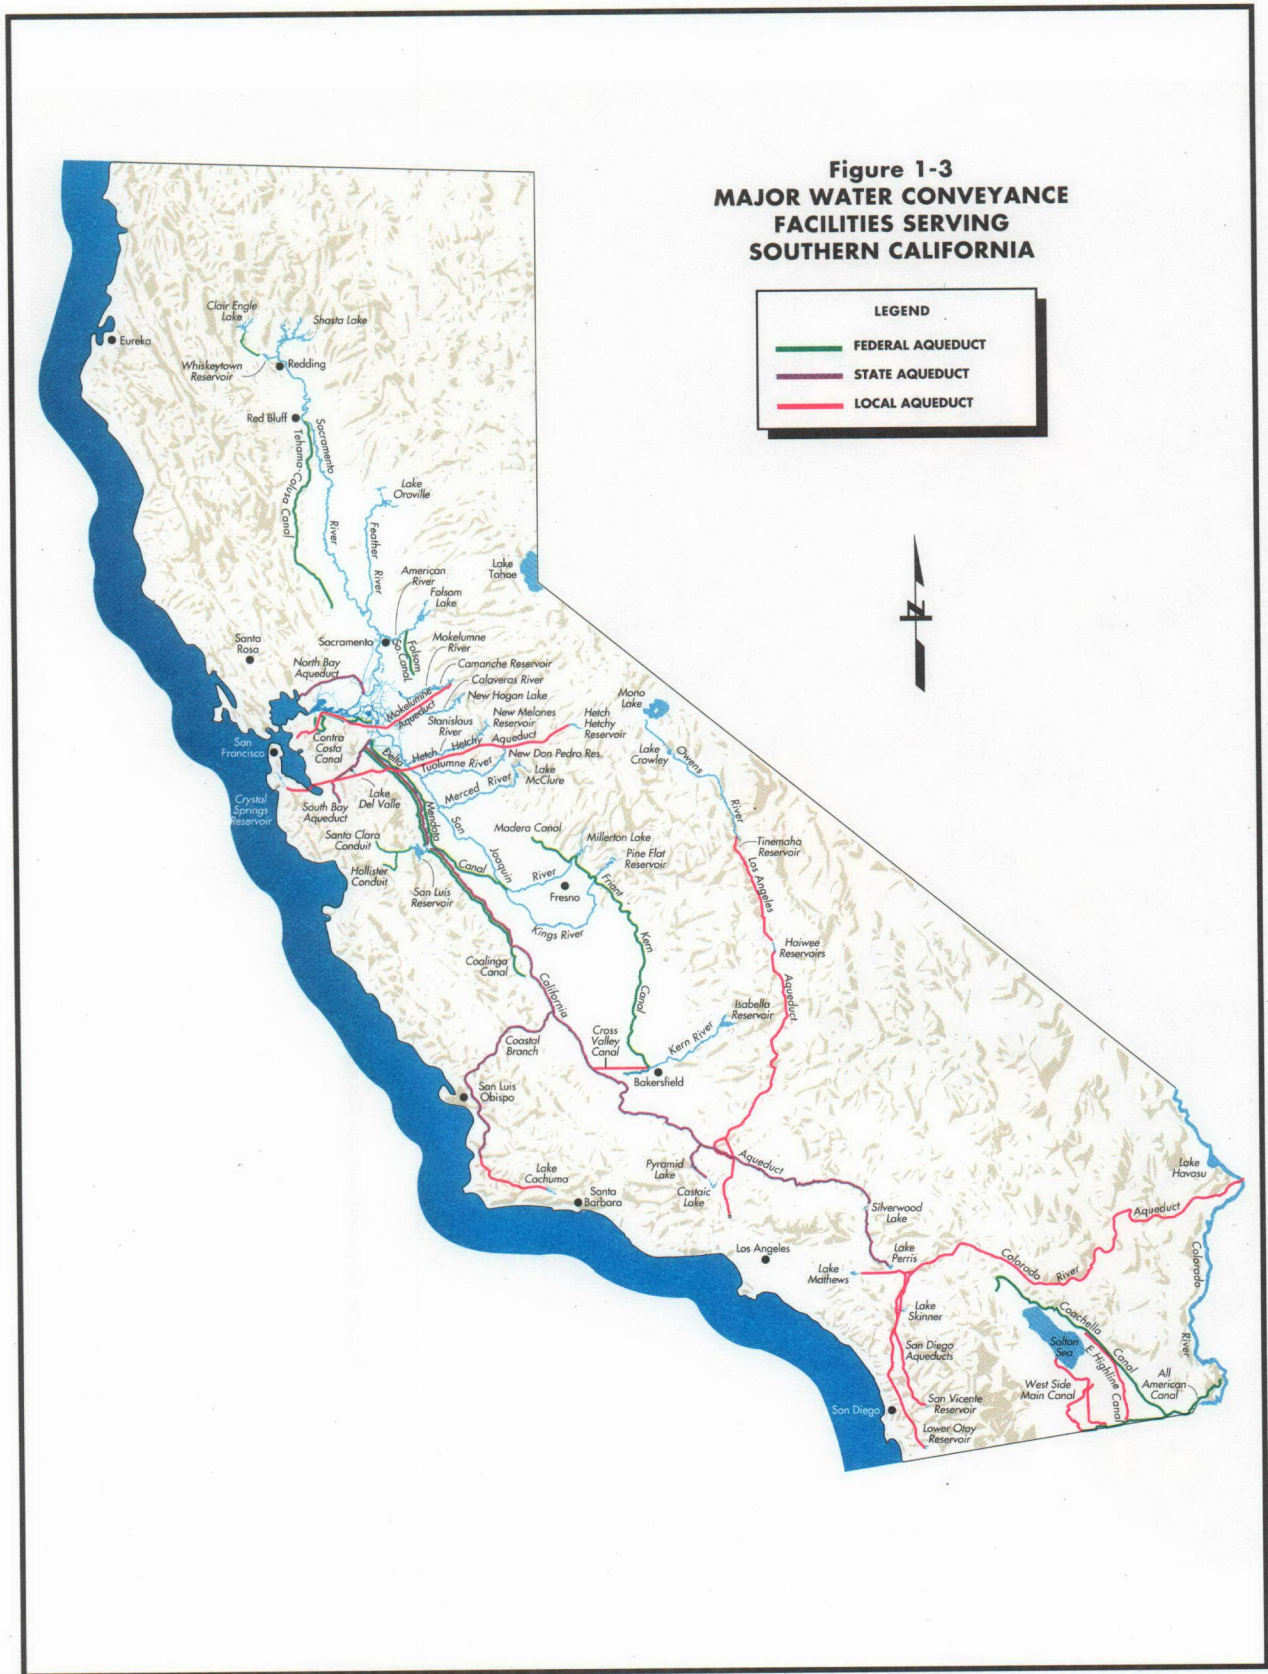 Figure 1-3
MAJOR WATER CONVEYANCE
FACILITIES SERVING
SOUTHERN CALIFORNIA
LEGEND
FEDERAL AQUEDUCT
STATE AQUEDUCT
LOCAL AQUEDUCT
Clair Engle
Lake
Shasta Lake
Eureka
Whiskeytown
Reservoir
Redding
Red Bluff
Sacramento
River
Tehama-Colusa Canal
Lake
Oroville
Feather
River
American
River
Folsom
Lake
Lake
Tahoe
Santa
Rosa
Sacramento
Folsom
So. Canal
Mokelumne
River
North Bay
Aqueduct
Camanche Reservoir
Calaveras River
Mokelumne
Aqueduct
New Hogan Lake
Stanislaus
River
New Melones
Reservoir
Hetch
Hetchy
Reservoir
Mono
Lake
San
Francisco
Contra
Costa
Canal
Delta
Mendota
Canal
Hetch
Hetchy
Aqueduct
New Don Pedro Res.
Tuolumne River
Lake
McClure
Merced River
Lake
Crowley
Owens
River
Crystal
Springs
Reservoir
South Bay
Aqueduct
Lake
Del Valle
Santa Clara
Conduit
Hollister
Conduit
San Luis
Reservoir
San
Joaquin
River
Madera Canal
Millerton Lake
Pine Flat
Reservoir
Tinemaha
Reservoir
Fresno
Friant
Kern
Canal
Kings River
Los Angeles
Aqueduct
Haiwee
Reservoirs
Coalinga
Canal
California
Aqueduct
Isabella
Reservoir
Coastal
Branch
Cross
Valley
Canal
Kern River
Bakersfield
San Luis
Obispo
Lake
Cachuma
Santa
Barbara
Pyramid
Lake
Castaic
Lake
Silverwood
Lake
Lake
Havasu
Los Angeles
Lake
Mathews
Lake
Perris
Colorado
River
Aqueduct
Colorado
River
Lake
Skinner
San Diego
Aqueducts
Coachella
Canal
Salton
Sea
E. Highline Canal
West Side
Main Canal
All
American
Canal
San Diego
San Vicente
Reservoir
Lower Otay
Reservoir